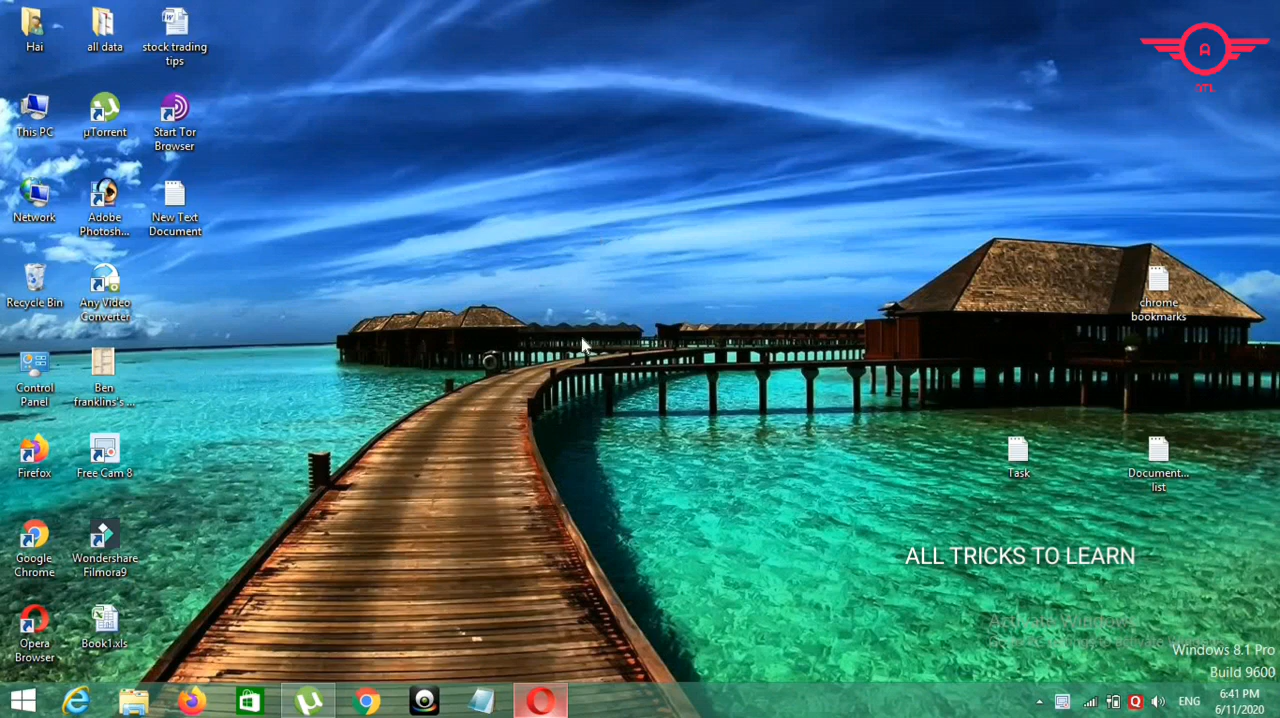 Hai
all data
stock trading
tips
A
ATL
This PC
µTorrent
Start Tor
Browser
Network
Adobe
Photosh...
New Text
Document
Recycle Bin
Any Video
Converter
chrome
bookmarks
Control
Panel
Ben
franklins's ...
Firefox
Free Cam 8
Task
Document...
list
Google
Chrome
Wondershare
Filmora9
ALL TRICKS TO LEARN
Opera
Browser
Book1.xls
Activate Windows
Windows 8.1 Pro
Build 9600
ENG
6:41 PM
6/11/2020